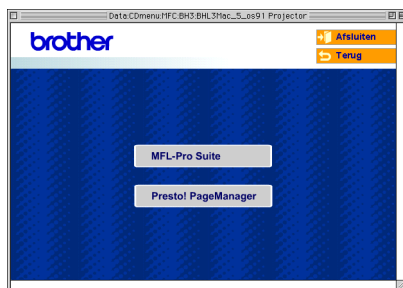 Data:CDmenu:MFC:BH3:BHL3Mac_5_os91 Projector
brother
Afsluiten
Terug
MFL-Pro Suite
Presto! PageManager